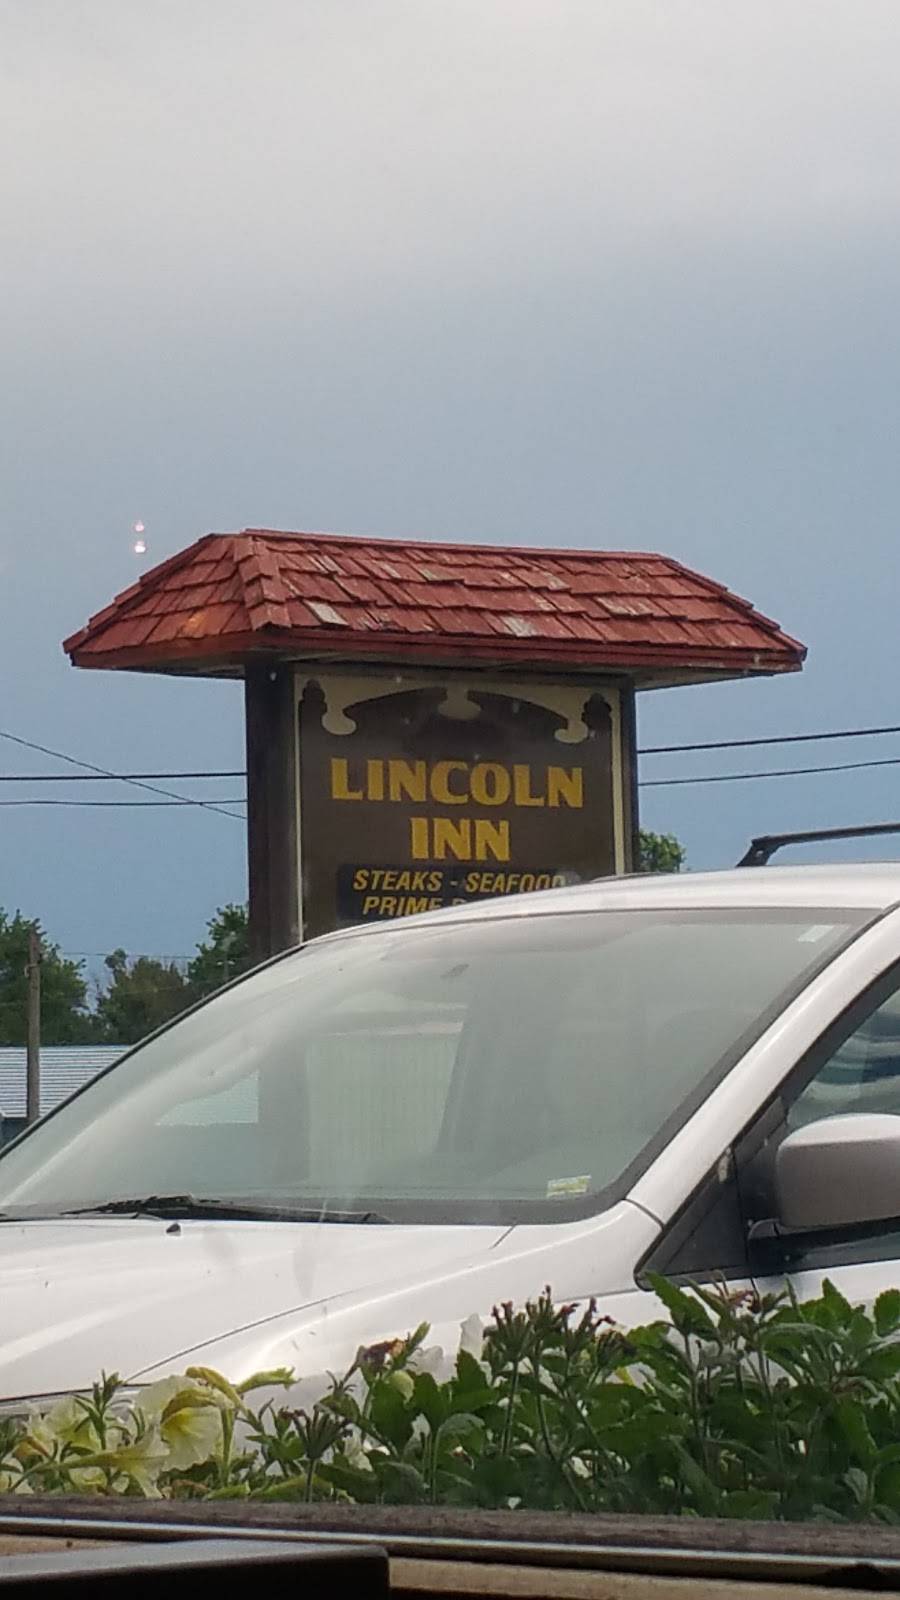 LINCOLN
INN
STEAKS - SEAFOOD
PRIME